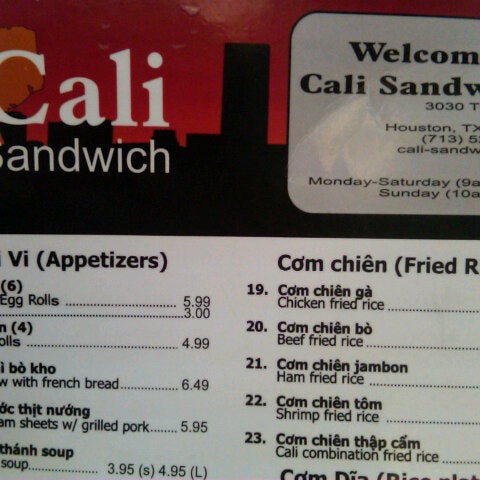 Cali
Sandwich
Welcom
Cali Sandw
3030 T
Houston, TX
(713) 5
cali-sandw
Monday-Saturday (9a
Sunday (10a
i Vi (Appetizers)
(6)
Egg Rolls ........ 5.99
........ 3.00
n (4)
olls ........ 4.99
ì bò kho
w with french bread........ 6.49
ớc thịt nướng
am sheets w/ grilled pork....... 5.95
thánh soup
soup........ 3.95 (s) 4.95 (L)
Cơm chiên (Fried R
19. Cơm chiên gà
Chicken fried rice ........
20. Cơm chiên bò
Beef fried rice ........
21. Cơm chiên jambon
Ham fried rice ........
22. Cơm chiên tôm
Shrimp fried rice ........
23. Cơm chiên thập cẩm
Cali combination fried rice ........
Cơm Dĩa (Rice plat